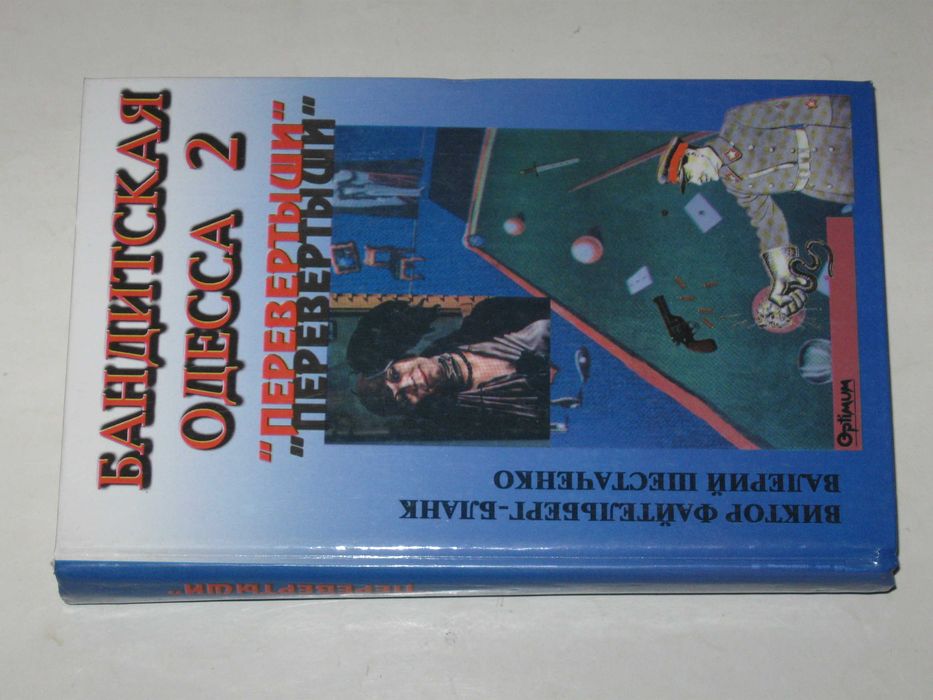 БАНДИТСКАЯ
ОДЕССА 2
"ПЕРЕВЕРТЫШИ"
"ПЕРЕВЕРТЫШИ"
Optimum
ВИКТОР ФАЙТЕЛЬБЕРГ-БЛАНК
ВАЛЕРИЙ ШЕСТАЧЕНКО
ПЕРЕВЕРТЫШИ"